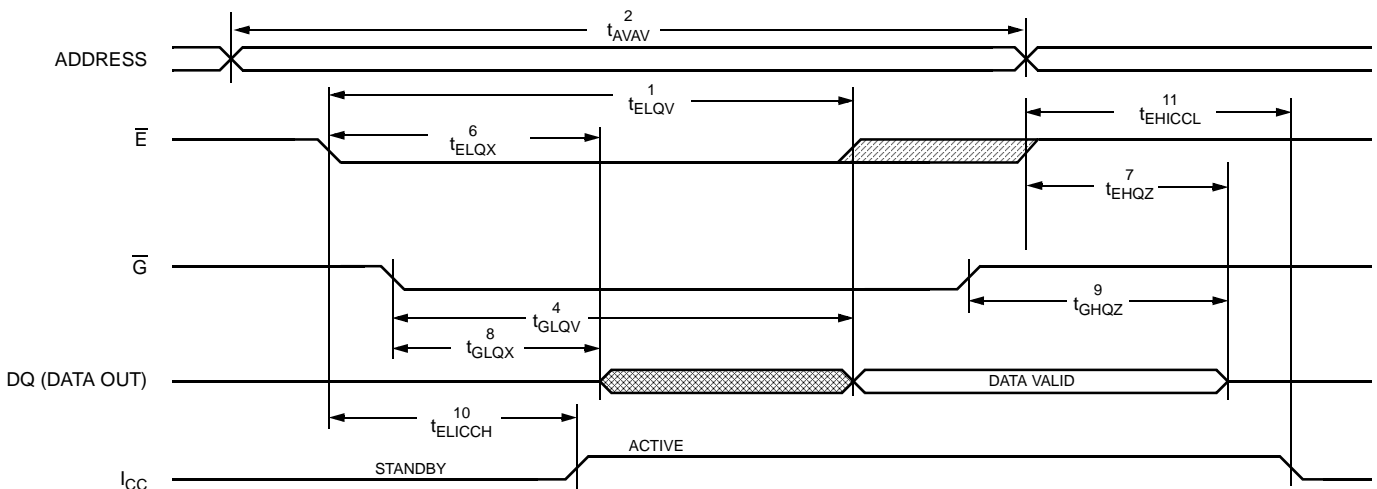 2
tAVAV
ADDRESS
1
tELQV
11
tEHICCL
E
6
tELQX
7
tEHQZ
G
9
tGHQZ
4
tGLQV
8
tGLQX
DQ (DATA OUT)
DATA VALID
10
tELICCH
ACTIVE
STANDBY
ICC